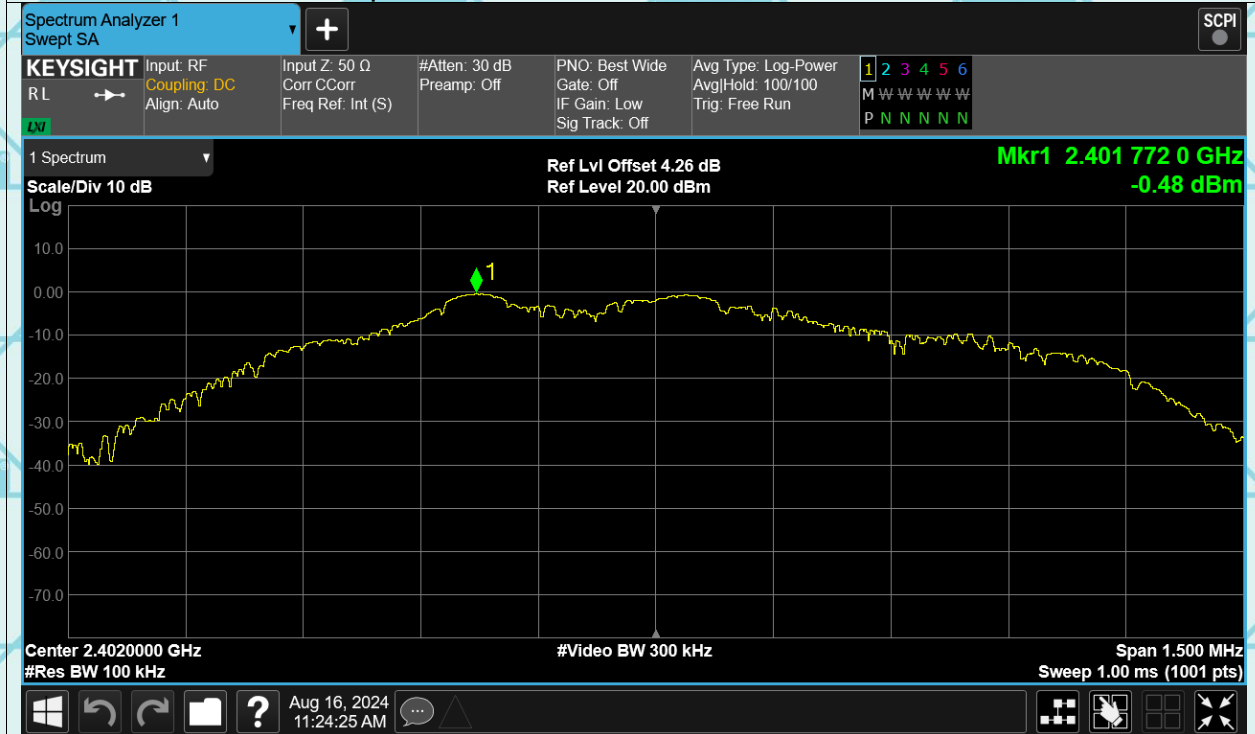 Spectrum Analyzer 1
Swept SA
+
SCPI
KEYSIGHT
RL
LXI
Input: RF
Coupling: DC
Align: Auto
Input Z: 50 Ω
Corr CCorr
Freq Ref: Int (S)
#Atten: 30 dB
Preamp: Off
PNO: Best Wide
Gate: Off
IF Gain: Low
Sig Track: Off
Avg Type: Log-Power
Avg|Hold: 100/100
Trig: Free Run
1 2 3 4 5 6
M W W W W W
P N N N N N
1 Spectrum
Scale/Div 10 dB
Log
Ref Lvl Offset 4.26 dB
Ref Level 20.00 dBm
Mkr1 2.401 772 0 GHz
-0.48 dBm
1
10.0
0.00
-10.0
-20.0
-30.0
-40.0
-50.0
-60.0
-70.0
Center 2.4020000 GHz
#Res BW 100 kHz
#Video BW 300 kHz
Span 1.500 MHz
Sweep 1.00 ms (1001 pts)
?
Aug 16, 2024
11:24:25 AM